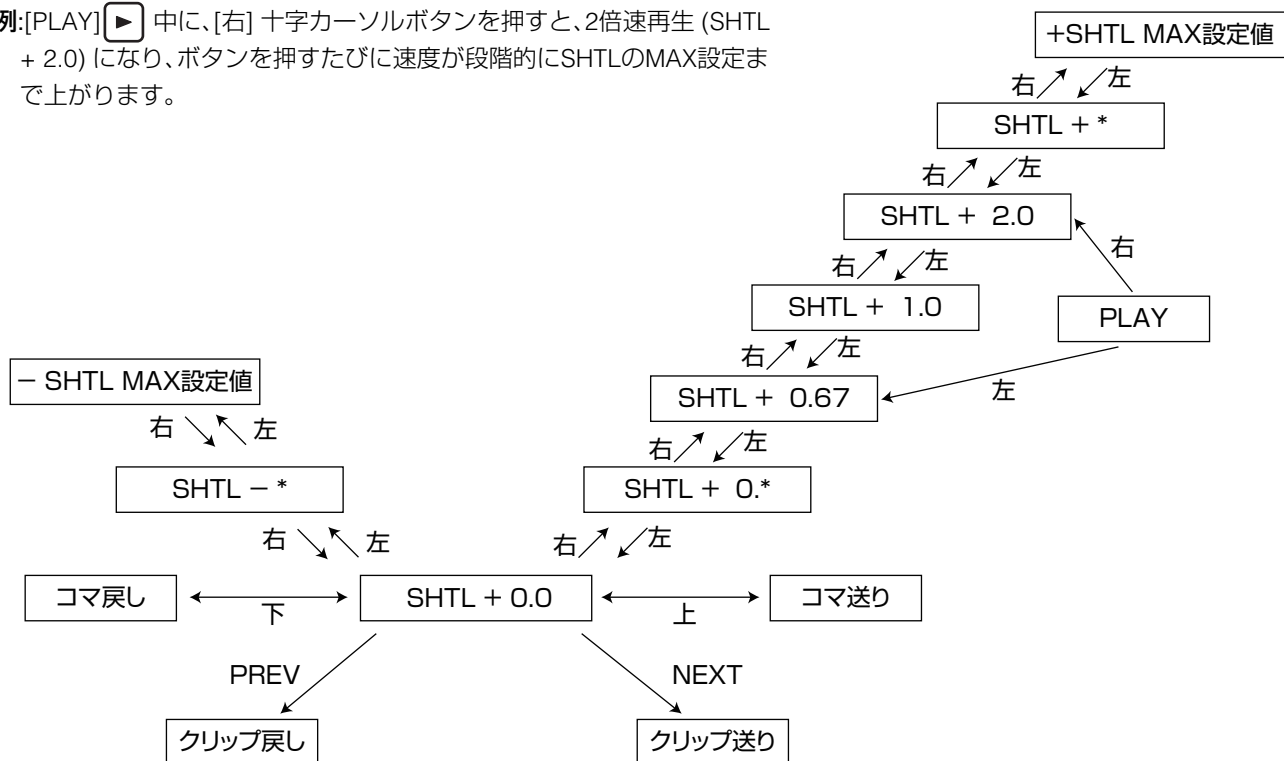 例:[PLAY] 中に、[右] 十字カーソルボタンを押すと、2倍速再生 (SHTL
+ 2.0) になり、ボタンを押すたびに速度が段階的にSHTLのMAX設定ま
で上がります。
+SHTL MAX設定値
右 左
SHTL + *
右 左
SHTL + 2.0
右
右 左
SHTL + 1.0
PLAY
右 左
左
SHTL + 0.67
− SHTL MAX設定値
右 左
右 左
SHTL − *
SHTL + 0.*
右 左
右 左
コマ戻し
下
SHTL + 0.0
上
コマ送り
PREV
NEXT
クリップ戻し
クリップ送り